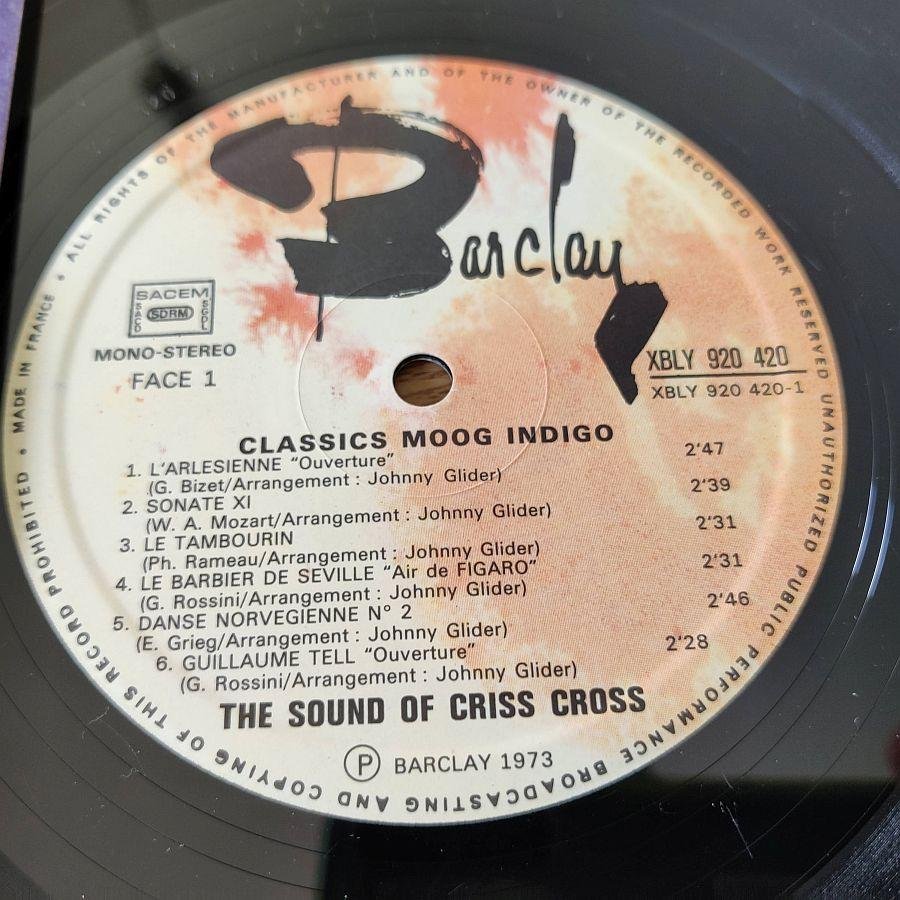 ALL RIGHTS OF THE MANUFACTURER AND OF THE OWNER OF THE RECORDED WORK RESERVED UNAUTHORIZED PUBLIC PERFORMANCE BROADCASTING AND COPYING OF THIS RECORD PROHIBITED • MADE IN FRANCE •
Barclay
SACEM
SACD SDRM SGDL
MONO-STEREO
FACE 1
XBLY 920 420
XBLY 920 420-1
CLASSICS MOOG INDIGO
1. L'ARLESIENNE "Ouverture" 2'47
(G. Bizet/Arrangement : Johnny Glider)
2. SONATE XI 2'39
(W. A. Mozart/Arrangement : Johnny Glider)
3. LE TAMBOURIN 2'31
(Ph. Rameau/Arrangement : Johnny Glider)
4. LE BARBIER DE SEVILLE "Air de FIGARO" 2'31
(G. Rossini/Arrangement : Johnny Glider)
5. DANSE NORVEGIENNE N° 2 2'46
(E. Grieg/Arrangement : Johnny Glider)
6. GUILLAUME TELL "Ouverture" 2'28
(G. Rossini/Arrangement : Johnny Glider)
THE SOUND OF CRISS CROSS
Ⓟ BARCLAY 1973